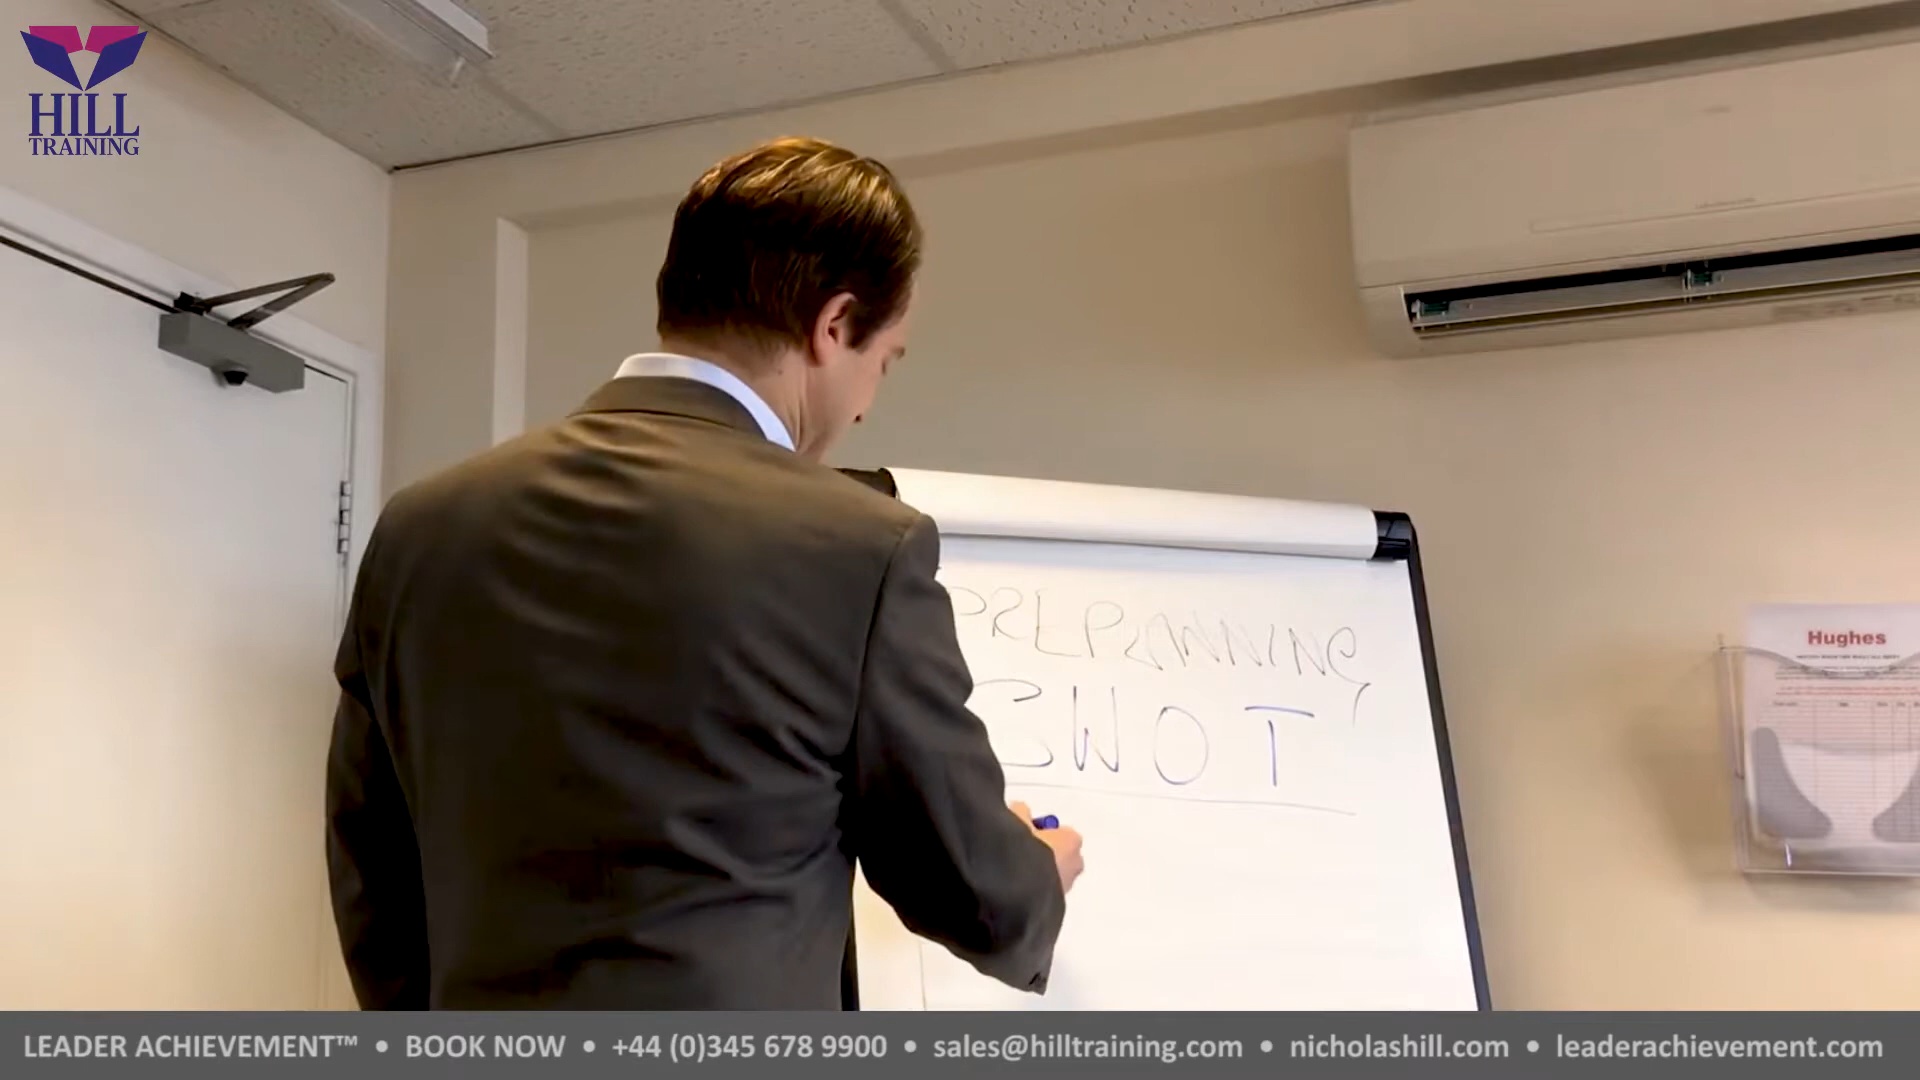 HILL
TRAINING
PREPLANNING
SWOT
Hughes
LEADER ACHIEVEMENT™ • BOOK NOW • +44 (0)345 678 9900 • sales@hilltraining.com • nicholashill.com • leaderachievement.com